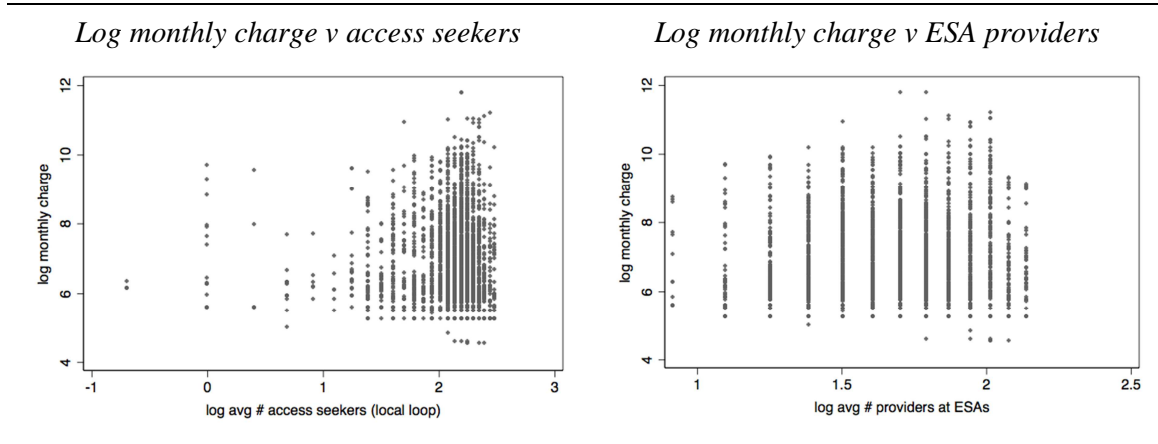 Log monthly charge v access seekers
12
10
8
6
4
log monthly charge
-1 0 1 2 3
log avg # access seekers (local loop)
Log monthly charge v ESA providers
12
10
8
6
4
log monthly charge
1 1.5 2 2.5
log avg # providers at ESAs